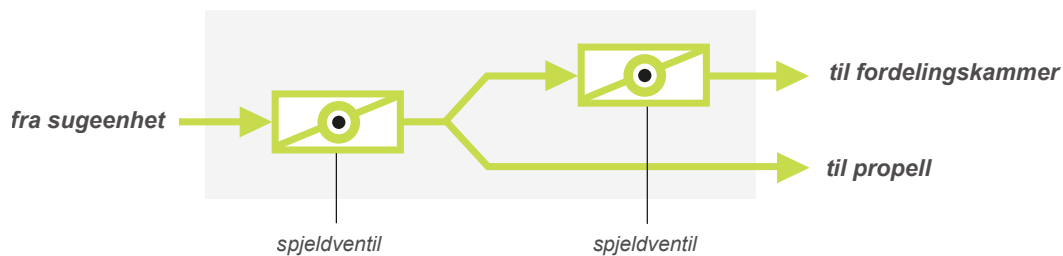 til fordelingskammer
fra sugeenhet
til propell
spjeldventil
spjeldventil